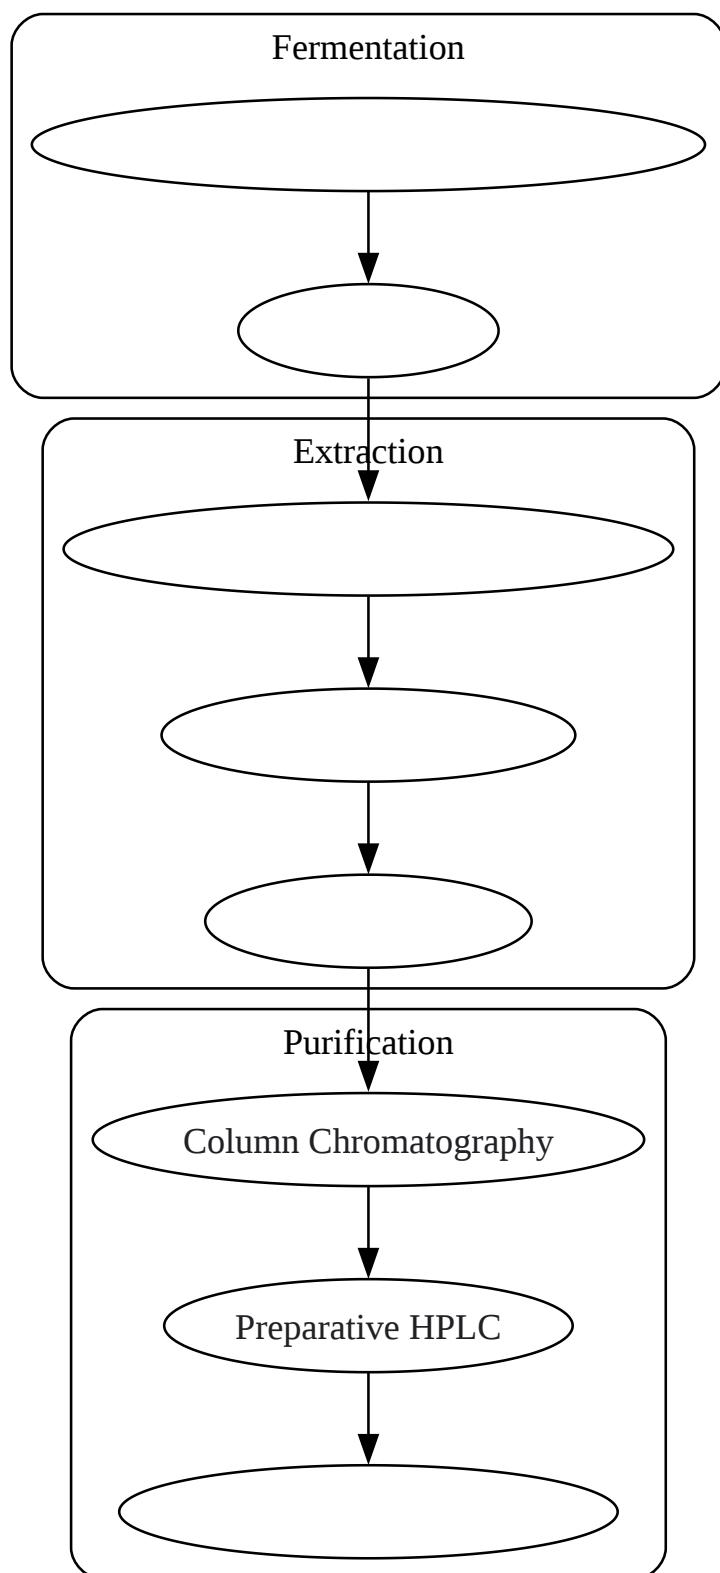 Fermentation
Extraction
Purification
Column Chromatography
Preparative HPLC